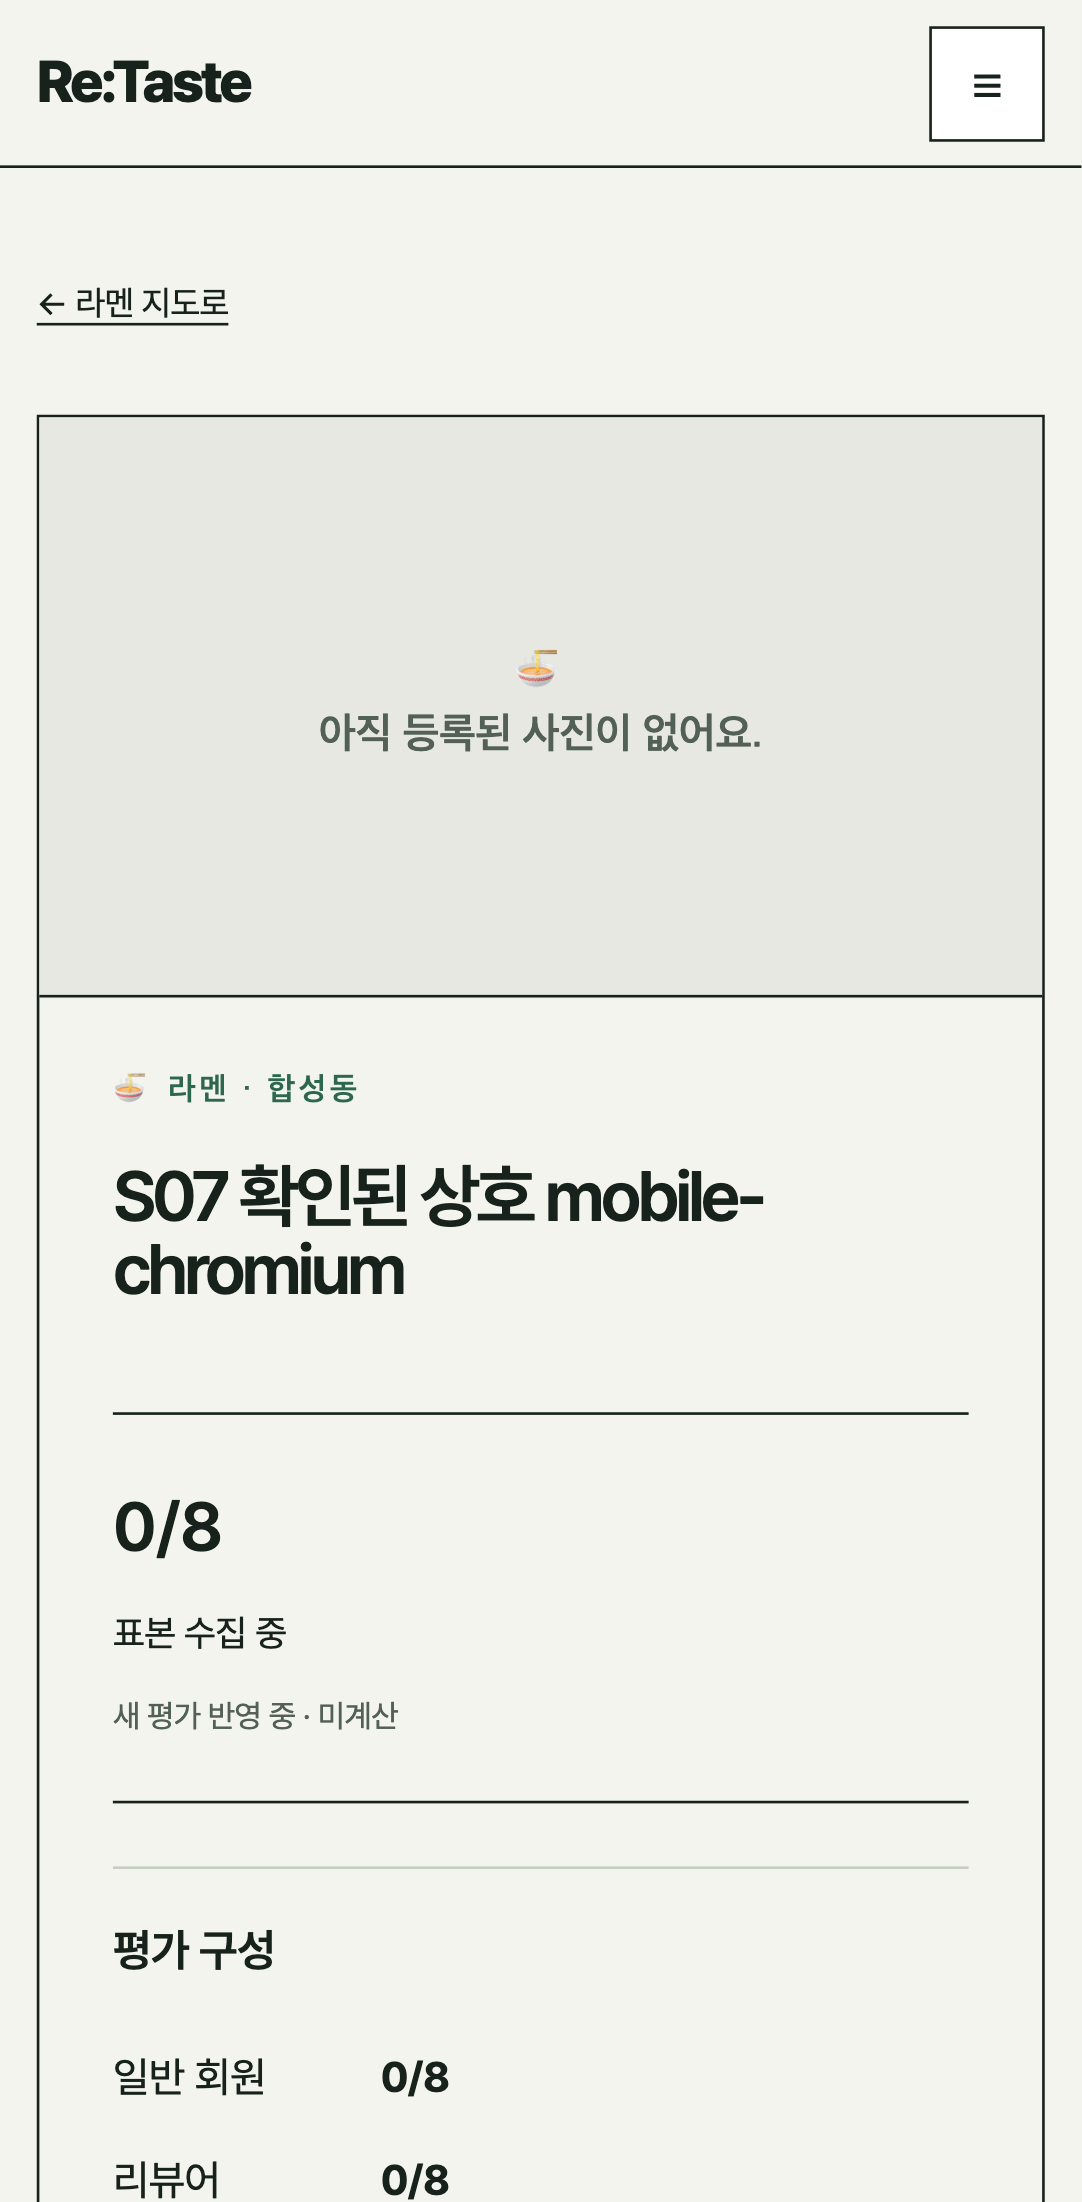 Re:Taste
← 라멘 지도로
아직 등록된 사진이 없어요.
라멘 · 합성동
S07 확인된 상호 mobile-
chromium
0/8
표본 수집 중
새 평가 반영 중 · 미계산
평가 구성
일반 회원 0/8
리뷰어 0/8